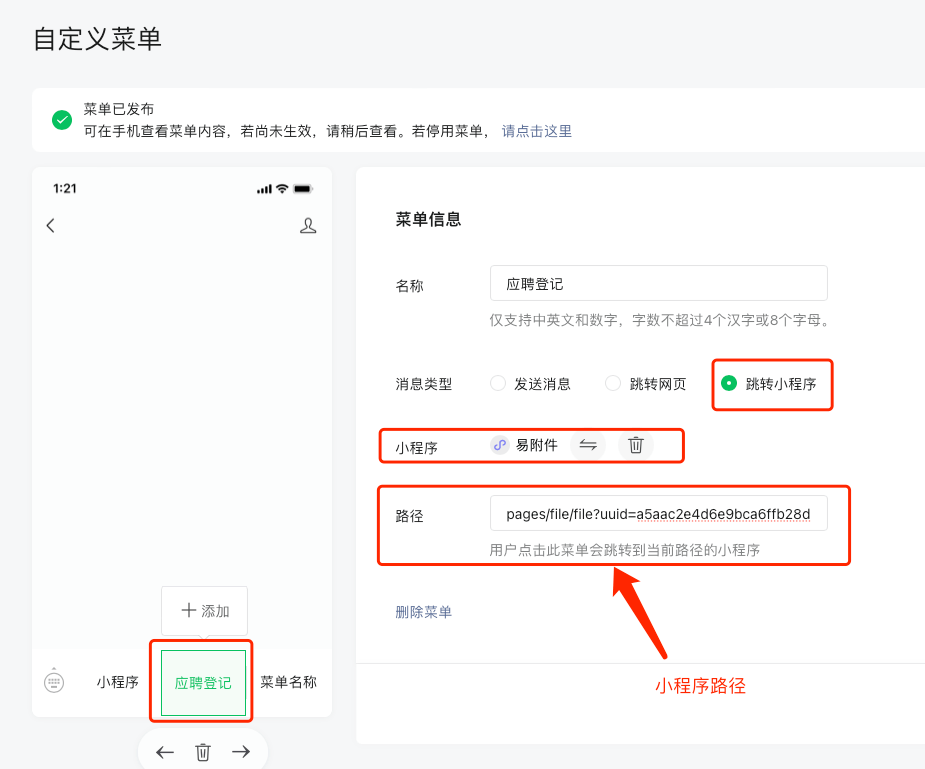 自定义菜单
菜单已发布
可在手机查看菜单内容，若尚未生效，请稍后查看。若停用菜单， 请点击这里
1:21
菜单信息
名称 应聘登记
仅支持中英文和数字，字数不超过4个汉字或8个字母。
消息类型 发送消息 跳转网页 跳转小程序
小程序 易附件
路径 pages/file/file?uuid=a5aac2e4d6e9bca6ffb28d
用户点击此菜单会跳转到当前路径的小程序
删除菜单
添加
小程序 应聘登记 菜单名称
小程序路径